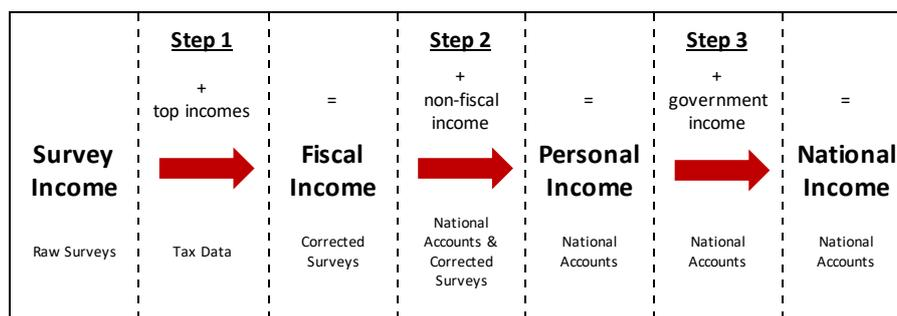 Survey
Income
Raw Surveys
Step 1
+
top incomes
Tax Data
=
Fiscal
Income
Corrected
Surveys
Step 2
+
non-fiscal
income
National
Accounts &
Corrected
Surveys
=
Personal
Income
National
Accounts
Step 3
+
government
income
National
Accounts
=
National
Income
National
Accounts